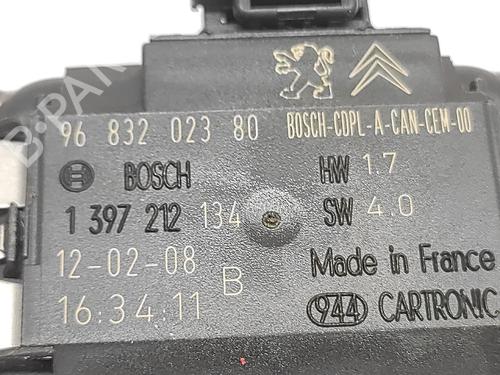 96 832 023 80 BOSCH-CDPL-A-CAN-CEM-00
BOSCH HW 1.7
1 397 212 134 SW 4.0
12-02-08 B Made in France
16:34:11 944 CARTRONIC
B-PARTS